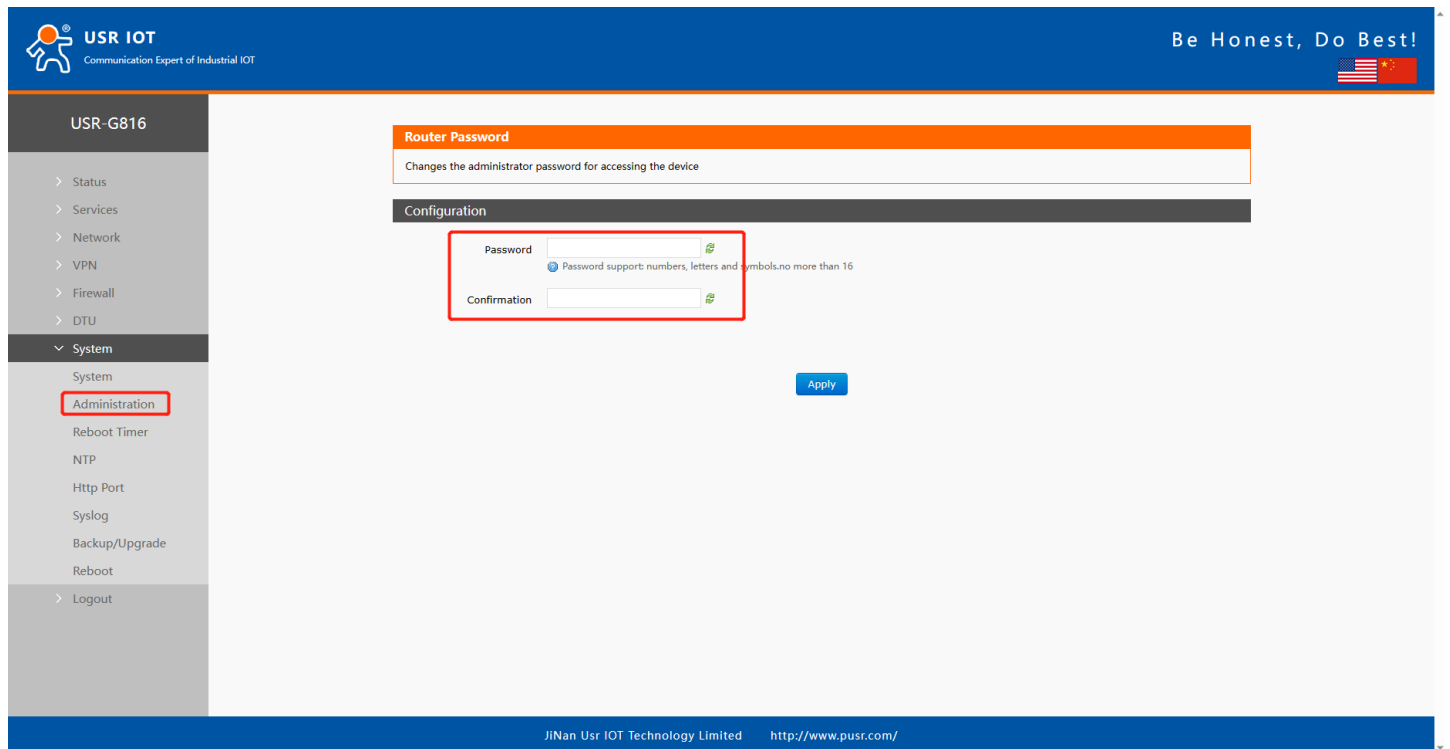 USR IOT
Communication Expert of Industrial IOT
Be Honest, Do Best!
USR-G816
Status
Services
Network
VPN
Firewall
DTU
System
System
Administration
Reboot Timer
NTP
Http Port
Syslog
Backup/Upgrade
Reboot
Logout
Router Password
Changes the administrator password for accessing the device
Configuration
Password
Password support: numbers, letters and symbols.no more than 16
Confirmation
Apply
JiNan Usr IOT Technology Limited http://www.pusr.com/